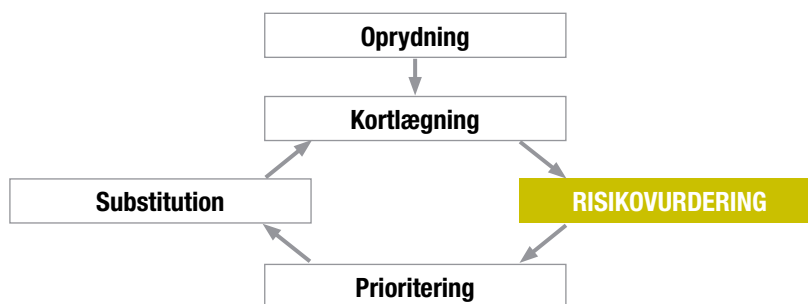 Oprydning
Kortlægning
Substitution
RISIKOVURDERING
Prioritering